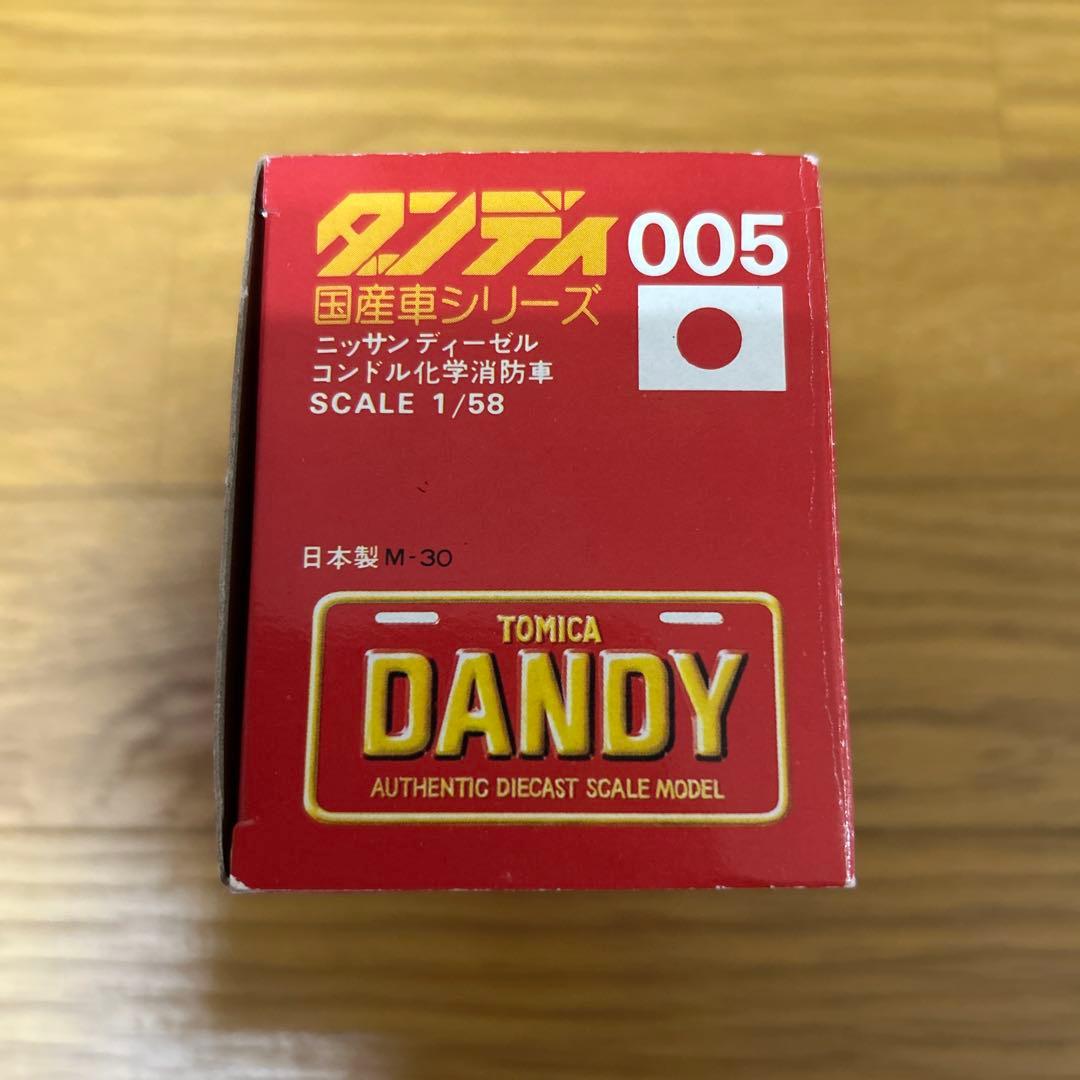 ダンディ 005
国産車シリーズ
ニッサン ディーゼル
コンドル化学消防車
SCALE 1/58
日本製 M-30
TOMICA
DANDY
AUTHENTIC DIECAST SCALE MODEL